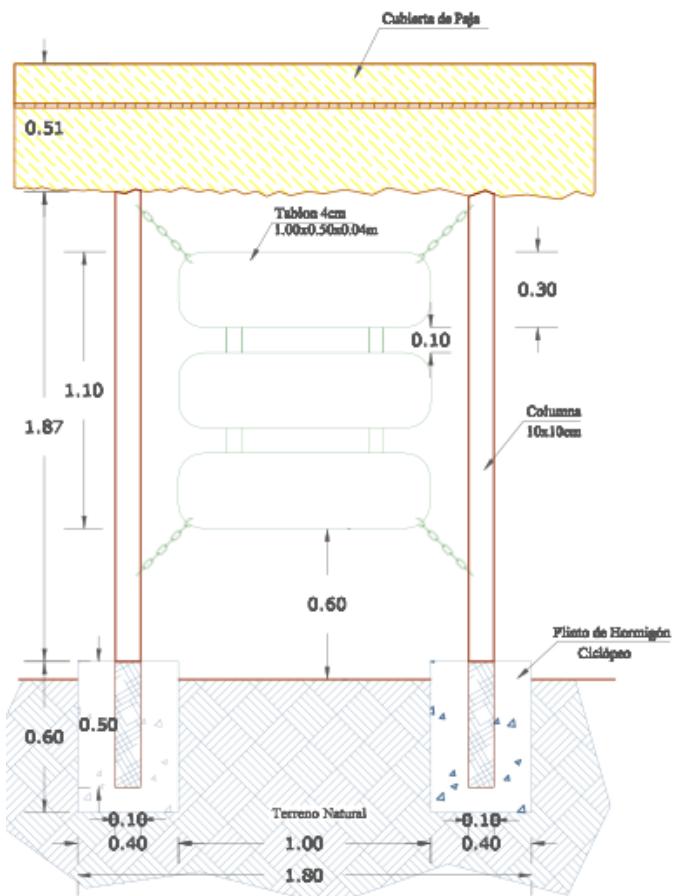 Cubierta de Paja
0.51
Tablon 4cm
1.00x0.50x0.04m
0.30
0.10
1.10
1.87
Columna
10x10cm
0.60
Plinto de Hormigón
Ciclópeo
0.50
0.60
Terreno Natural
0.10
0.10
0.40
1.00
0.40
1.80